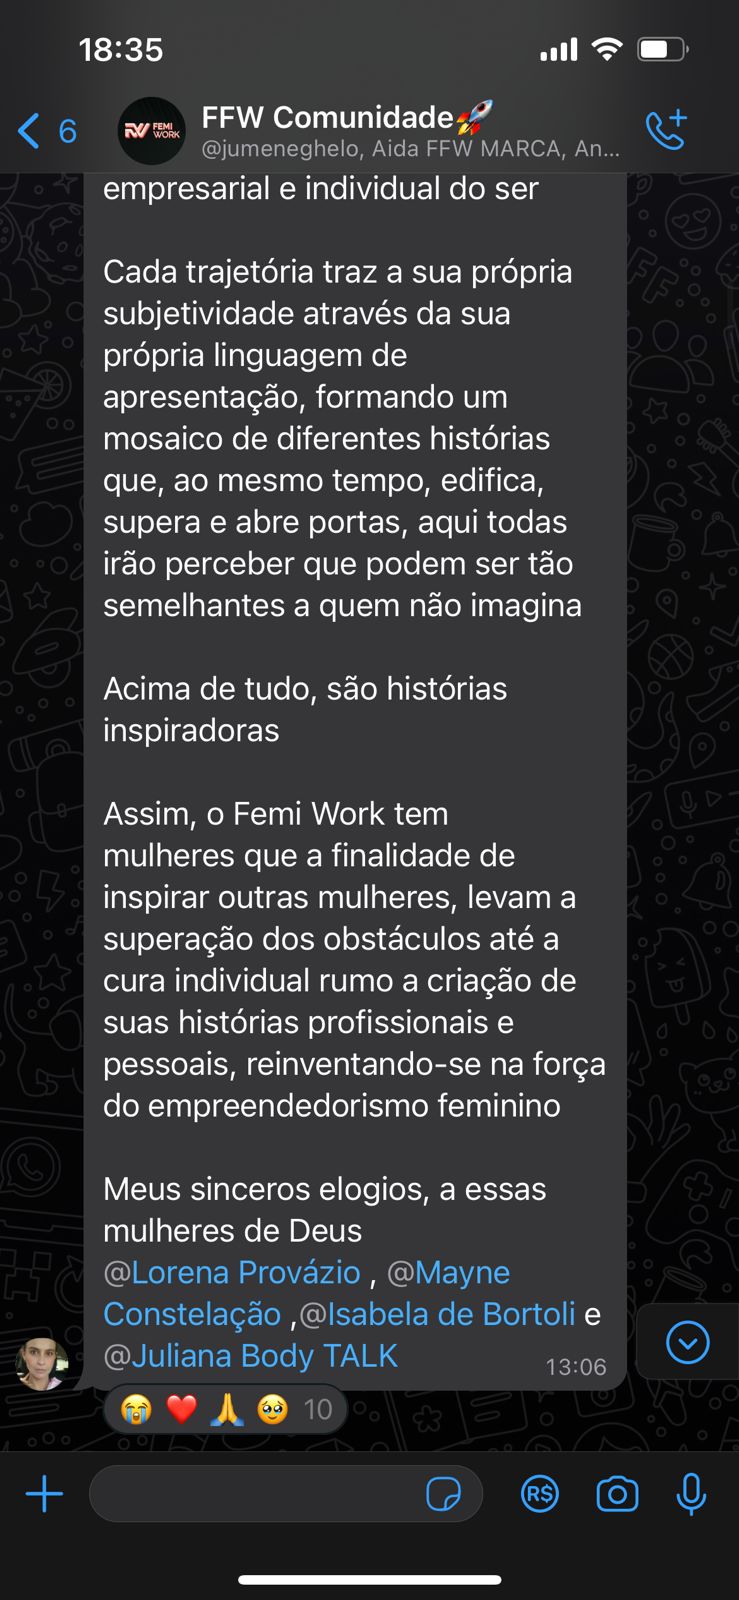 18:35
6
FEMI
WORK
FFW Comunidade🚀
@jumeneghelo, Aida FFW MARCA, An...
empresarial e individual do ser
Cada trajetória traz a sua própria
subjetividade através da sua
própria linguagem de
apresentação, formando um
mosaico de diferentes histórias
que, ao mesmo tempo, edifica,
supera e abre portas, aqui todas
irão perceber que podem ser tão
semelhantes a quem não imagina
Acima de tudo, são histórias
inspiradoras
Assim, o Femi Work tem
mulheres que a finalidade de
inspirar outras mulheres, levam a
superação dos obstáculos até a
cura individual rumo a criação de
suas histórias profissionais e
pessoais, reinventando-se na força
do empreendedorismo feminino
Meus sinceros elogios, a essas
mulheres de Deus
@Lorena Provázio , @Mayne
Constelação ,@Isabela de Bortoli e
@Juliana Body TALK
13:06
😭❤️🙏🥹 10
R$